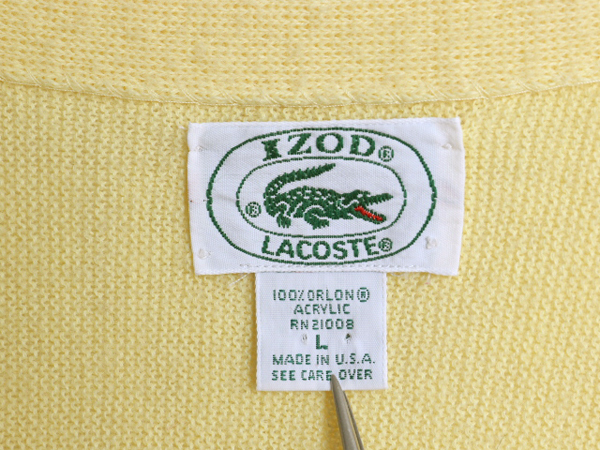 IZOD®
®
LACOSTE®
100% ORLON®
ACRYLIC
RN21008
L
MADE IN U.S.A.
SEE CARE OVER